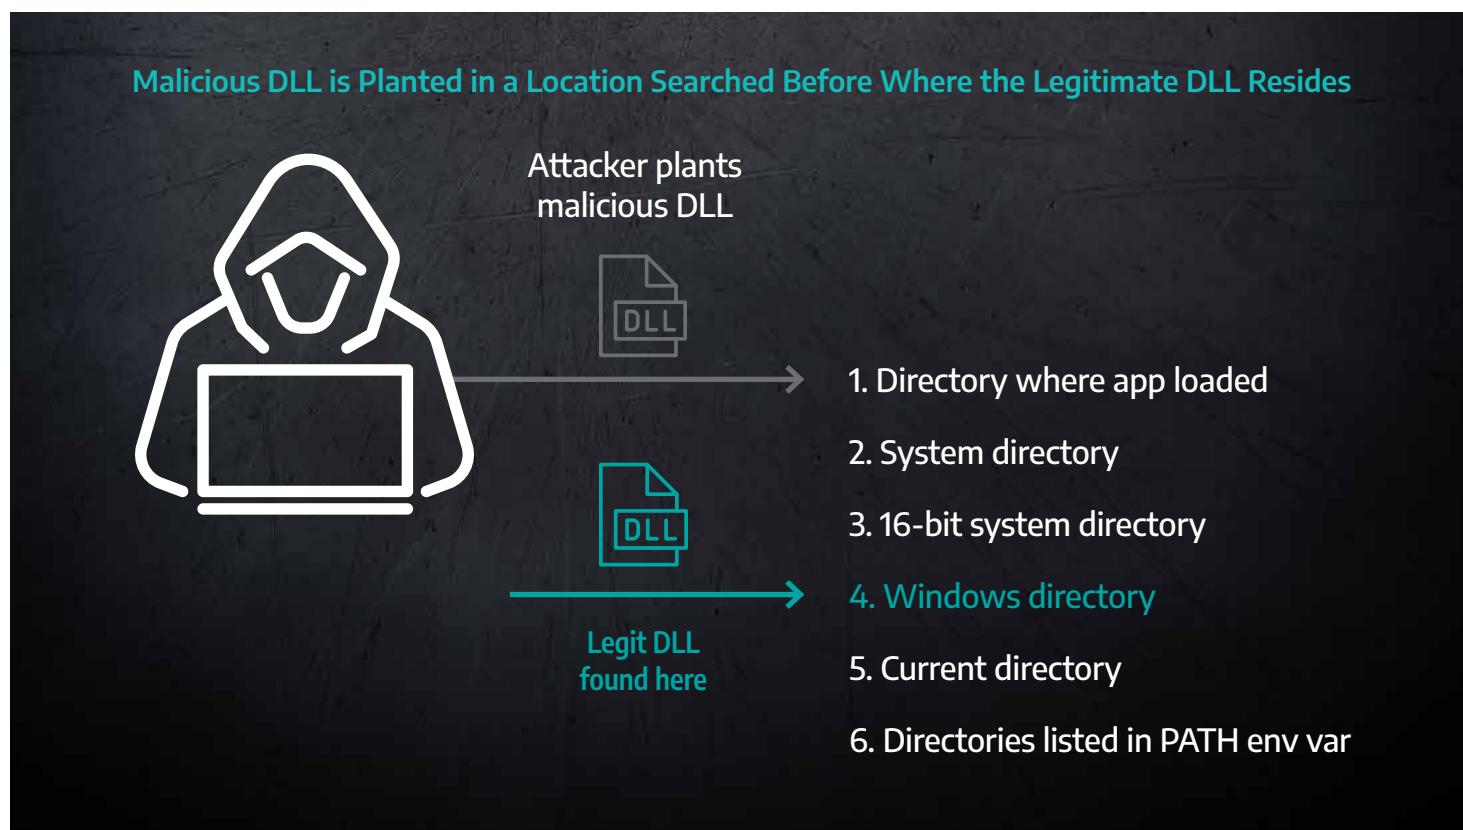 Malicious DLL is Planted in a Location Searched Before Where the Legitimate DLL Resides
Attacker plants
malicious DLL
DLL
1. Directory where app loaded
2. System directory
DLL
3. 16-bit system directory
4. Windows directory
Legit DLL
found here
5. Current directory
6. Directories listed in PATH env var